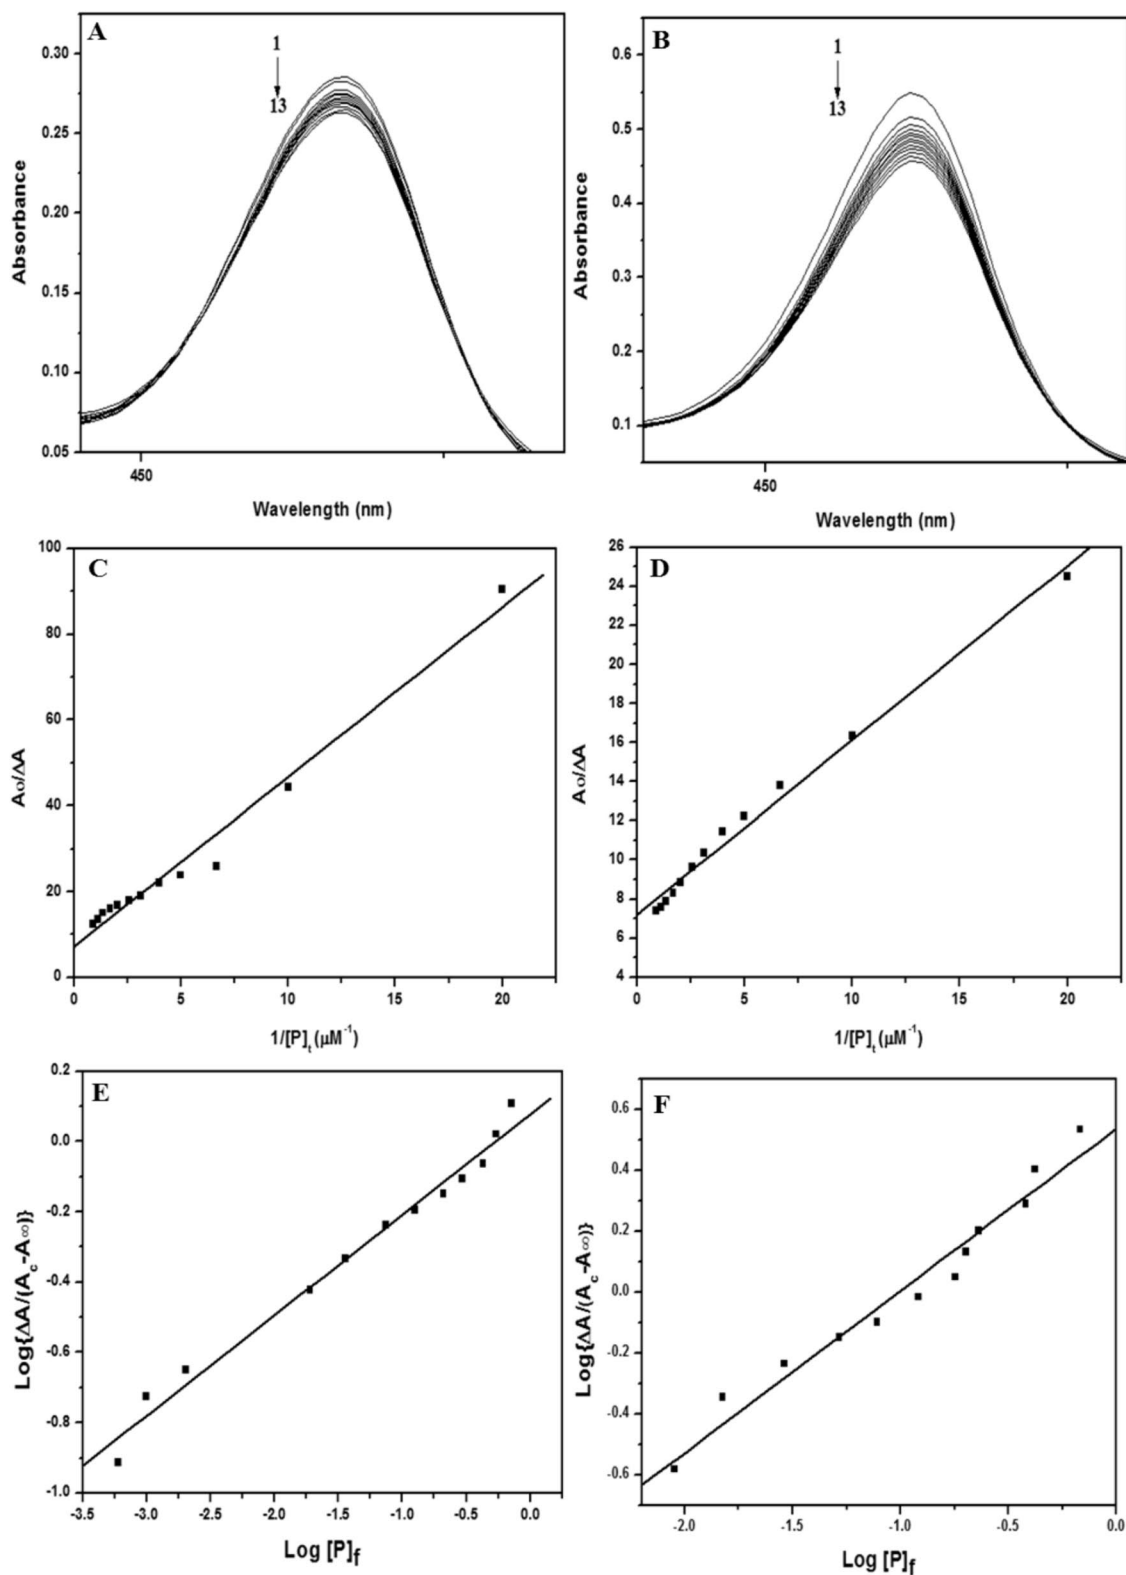 A
1
13
0.30
0.25
0.20
0.15
0.10
0.05
450
Absorbance
Wavelength (nm)
B
1
13
0.6
0.5
0.4
0.3
0.2
0.1
450
Absorbance
Wavelength (nm)
C
100
80
60
40
20
0
0 5 10 15 20
A₀/ΔA
1/[P]ₜ (μM⁻¹)
D
26
24
22
20
18
16
14
12
10
8
6
4
0 5 10 15 20
A₀/ΔA
1/[P]ₜ (μM⁻¹)
E
0.2
0.0
-0.2
-0.4
-0.6
-0.8
-1.0
-3.5 -3.0 -2.5 -2.0 -1.5 -1.0 -0.5 0.0
Log{ΔA/(A_c-A∞)}
Log [P]f
F
0.6
0.4
0.2
0.0
-0.2
-0.4
-0.6
-2.0 -1.5 -1.0 -0.5 0.0
Log{ΔA/(A_c-A∞)}
Log [P]f